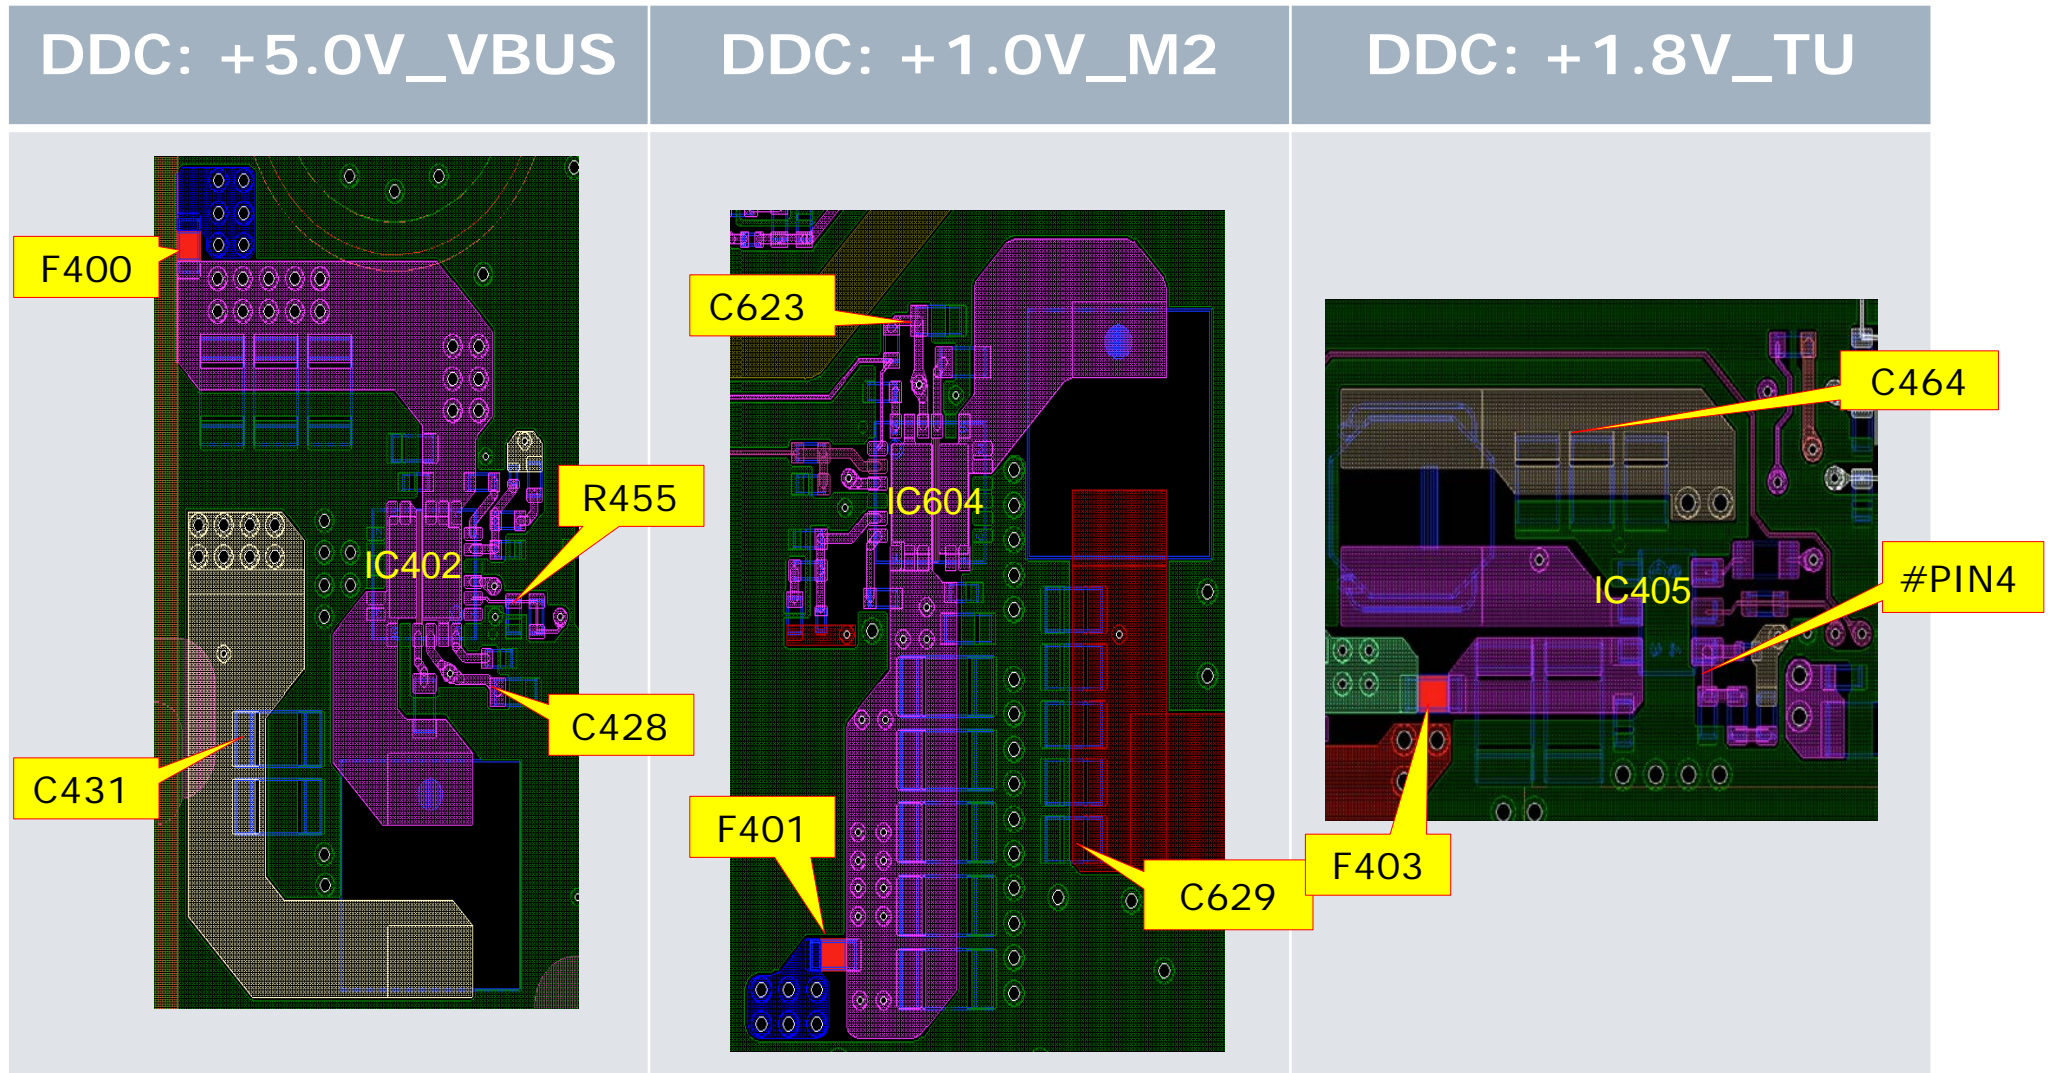 DDC: +5.0V_VBUS
DDC: +1.0V_M2
DDC: +1.8V_TU
F400
R455
IC402
C428
C431
C623
IC604
F401
C629
C464
IC405
#PIN4
F403